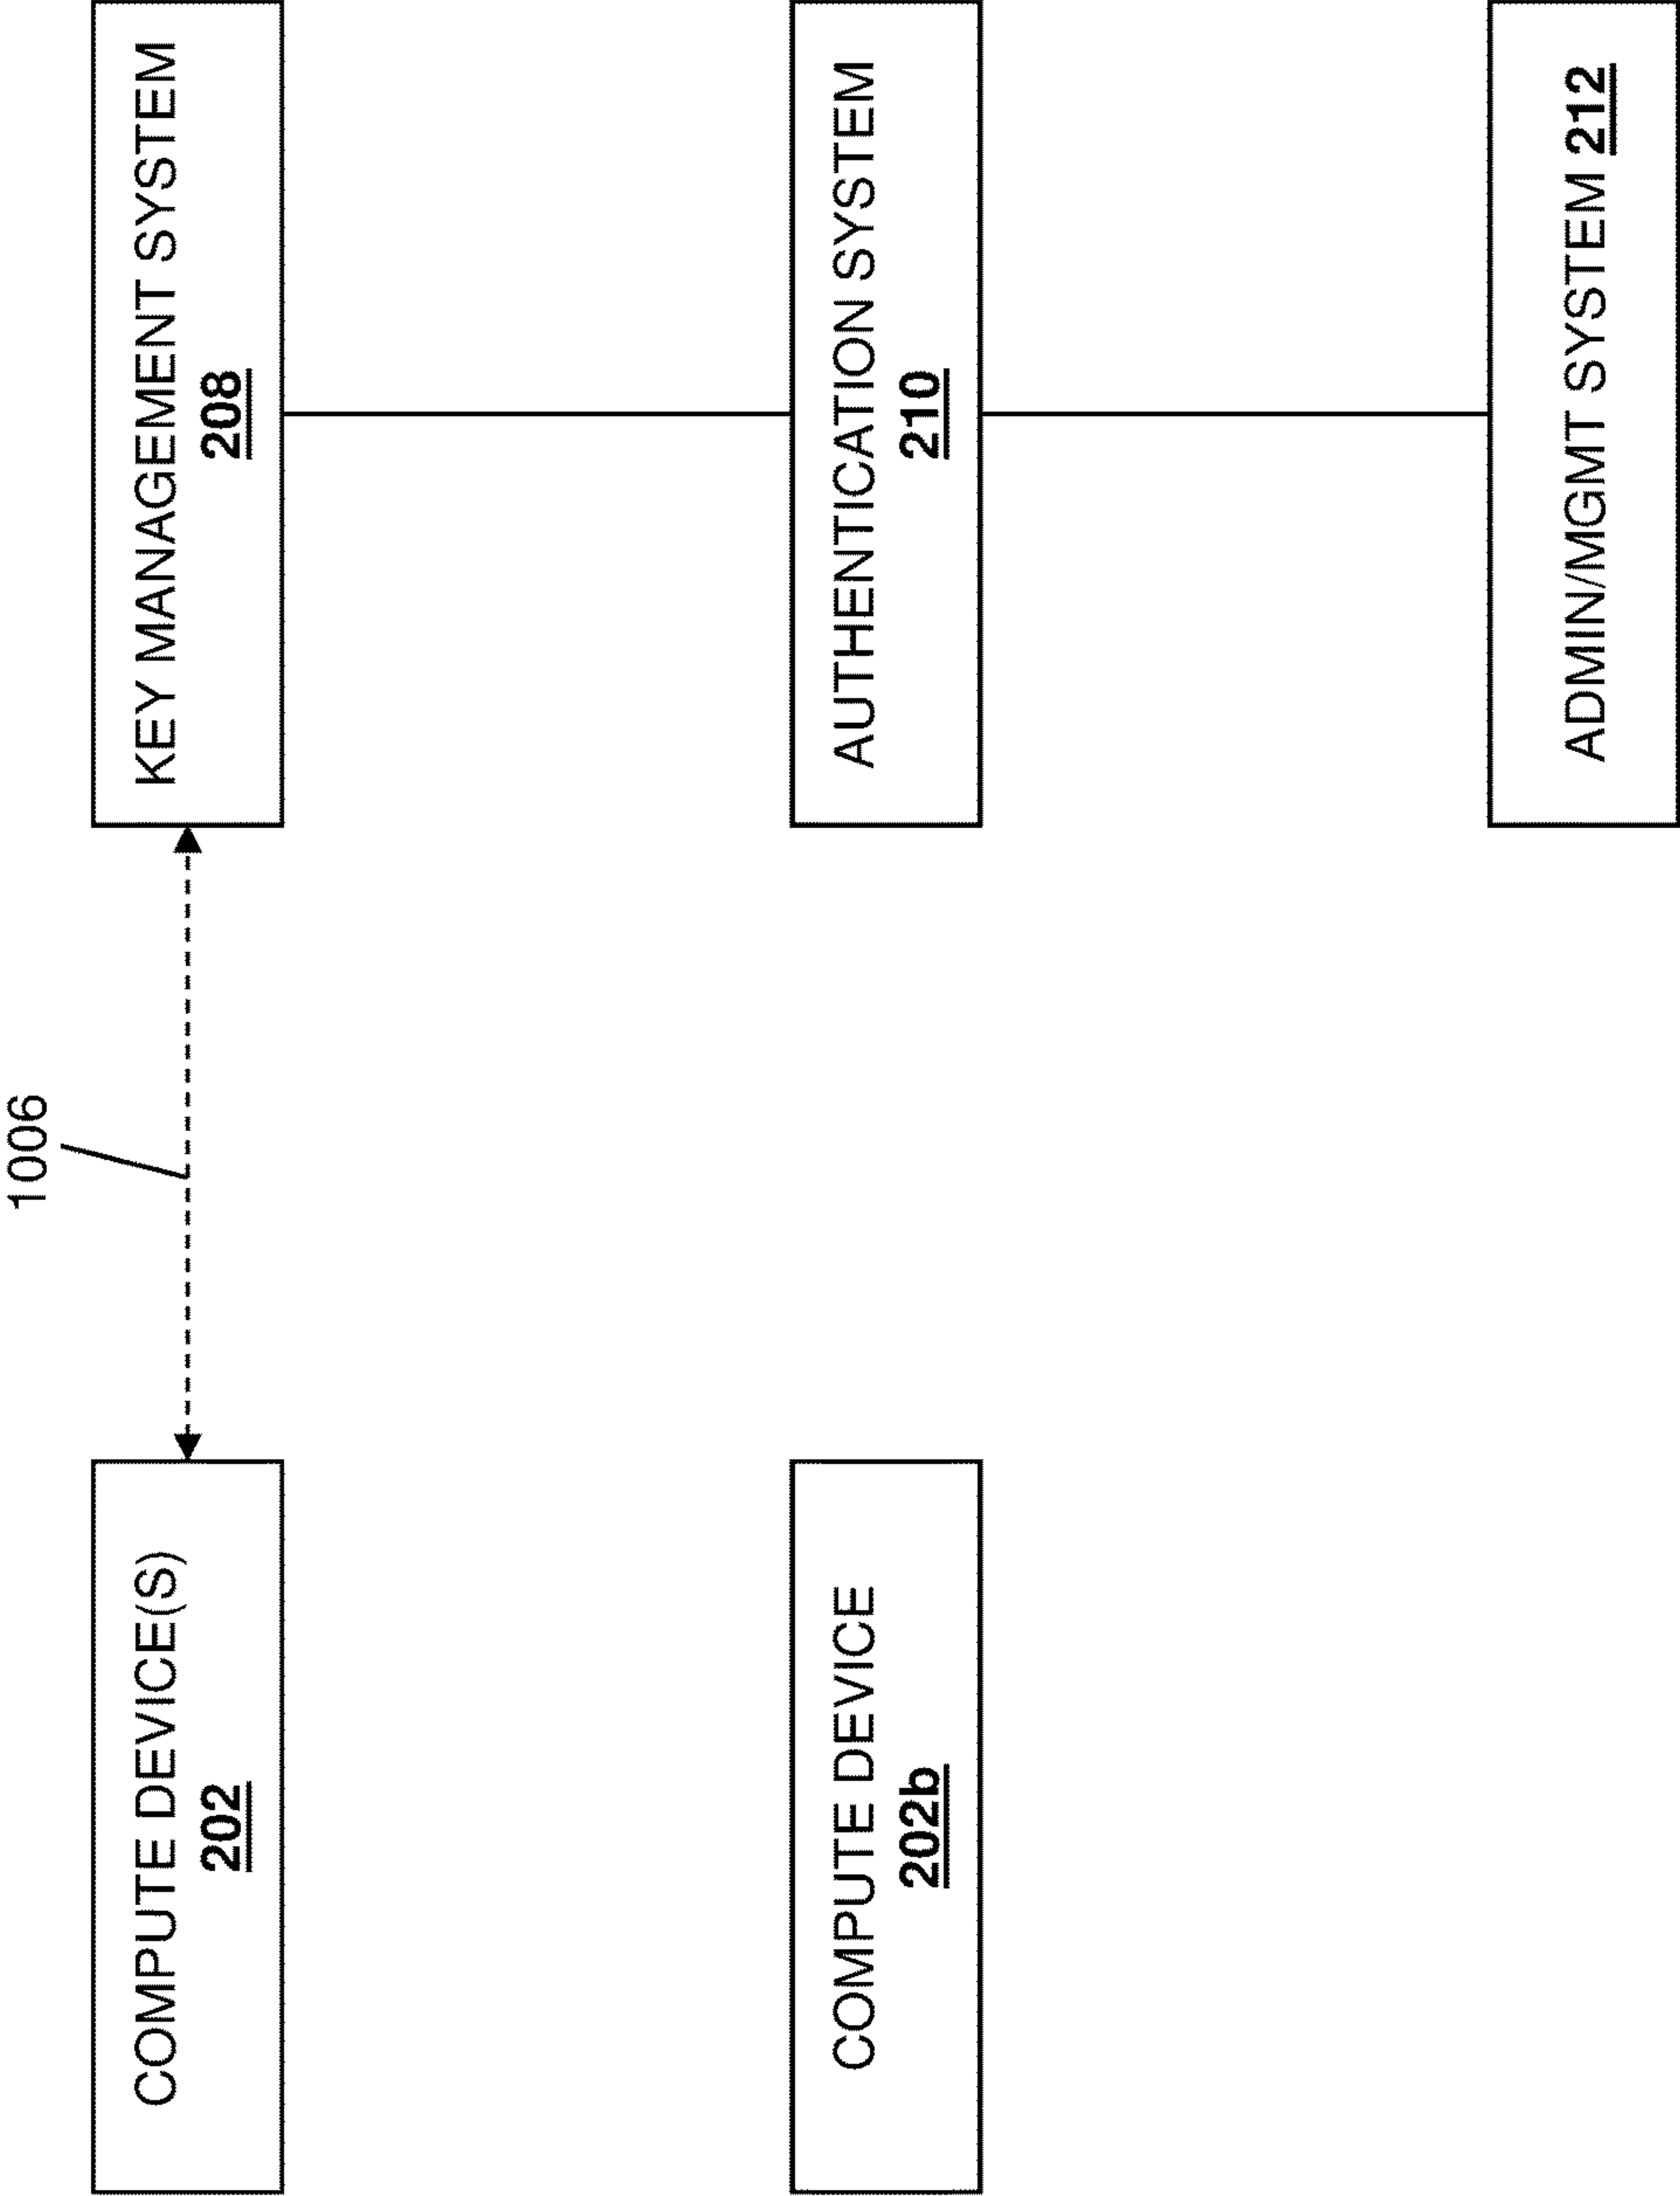 COMPUTE DEVICE(S)
202
1006
KEY MANAGEMENT SYSTEM
208
COMPUTE DEVICE
202b
AUTHENTICATION SYSTEM
210
ADMIN/MGMT SYSTEM 212